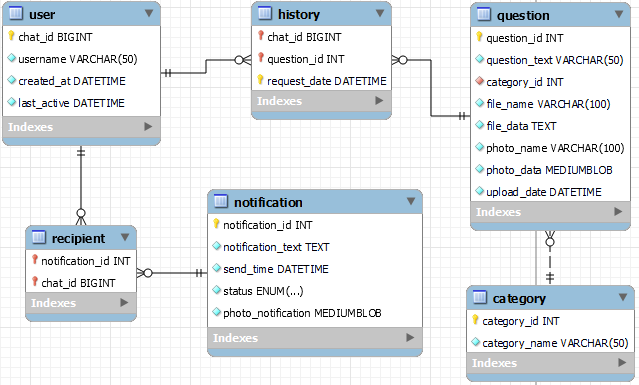 user
chat_id BIGINT
username VARCHAR(50)
created_at DATETIME
last_active DATETIME
Indexes
history
chat_id BIGINT
question_id INT
request_date DATETIME
Indexes
question
question_id INT
question_text VARCHAR(50)
category_id INT
file_name VARCHAR(100)
file_data TEXT
photo_name VARCHAR(100)
photo_data MEDIUMBLOB
upload_date DATETIME
Indexes
recipient
notification_id INT
chat_id BIGINT
Indexes
notification
notification_id INT
notification_text TEXT
send_time DATETIME
status ENUM(...)
photo_notification MEDIUMBLOB
Indexes
category
category_id INT
category_name VARCHAR(50)
Indexes